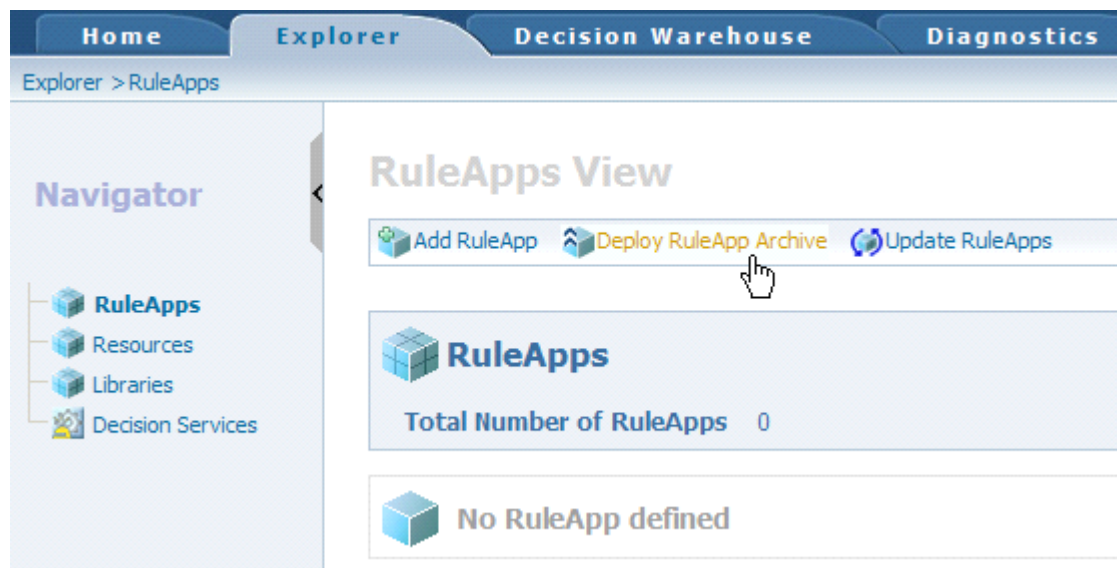 Home Explorer Decision Warehouse Diagnostics
Explorer > RuleApps
Navigator
RuleApps
Resources
Libraries
Decision Services
RuleApps View
Add RuleApp Deploy RuleApp Archive Update RuleApps
RuleApps
Total Number of RuleApps 0
No RuleApp defined